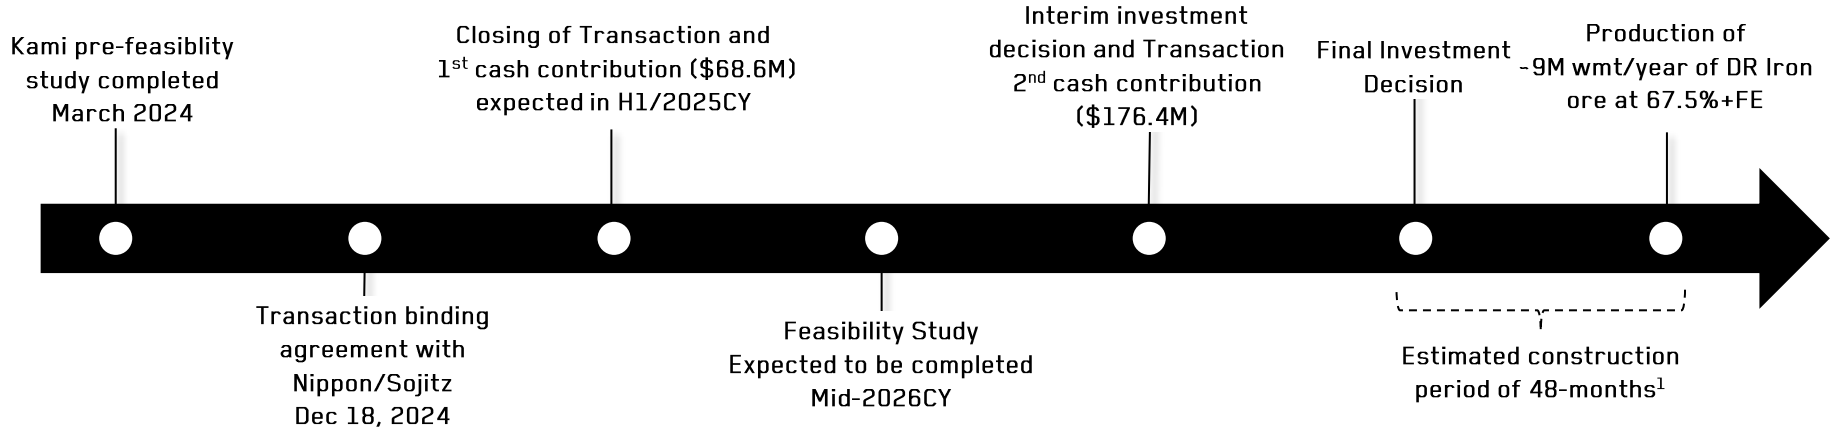 Kami pre-feasiblity
study completed
March 2024
Transaction binding
agreement with
Nippon/Sojitz
Dec 18, 2024
Closing of Transaction and
1st cash contribution ($68.6M)
expected in H1/2025CY
Feasibility Study
Expected to be completed
Mid-2026CY
Interim investment
decision and Transaction
2nd cash contribution
($176.4M)
Final Investment
Decision
Production of
~9M wmt/year of DR Iron
ore at 67.5%+FE
Estimated construction
period of 48-months1